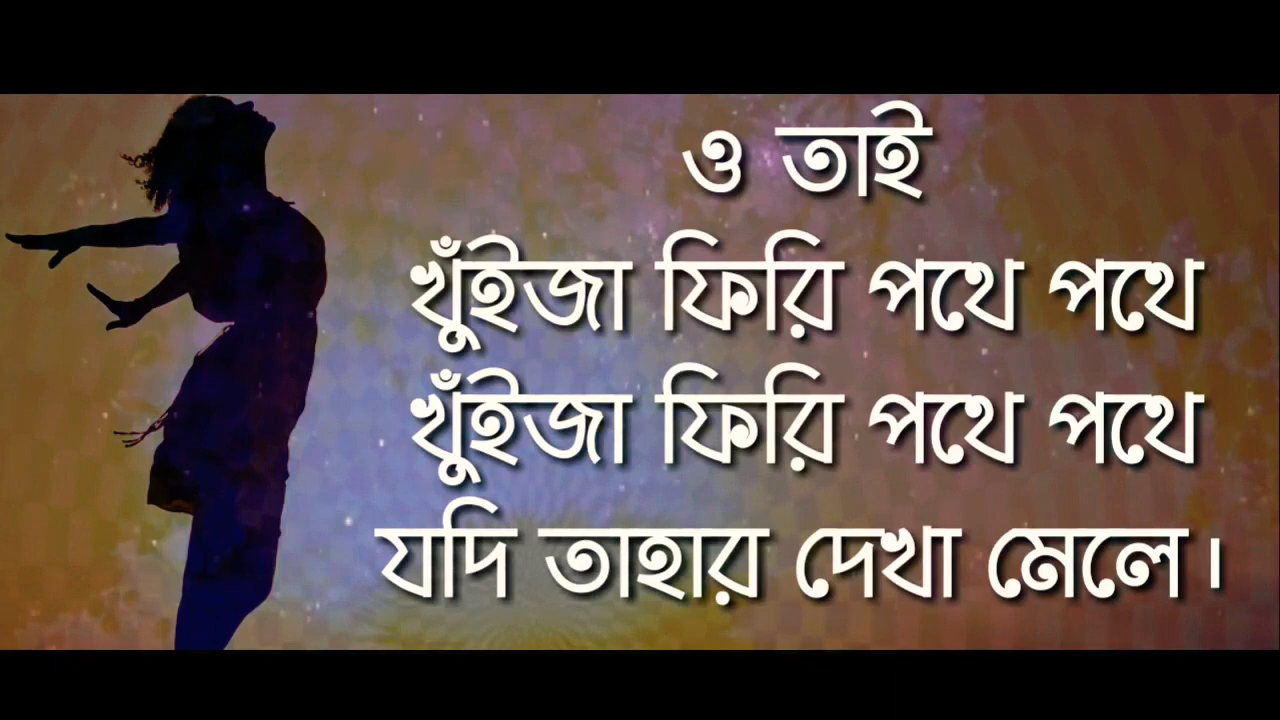 ও তাই
খুঁইজা ফিরি পথে পথে
খুঁইজা ফিরি পথে পথে
যদি তাহার দেখা মেলে।